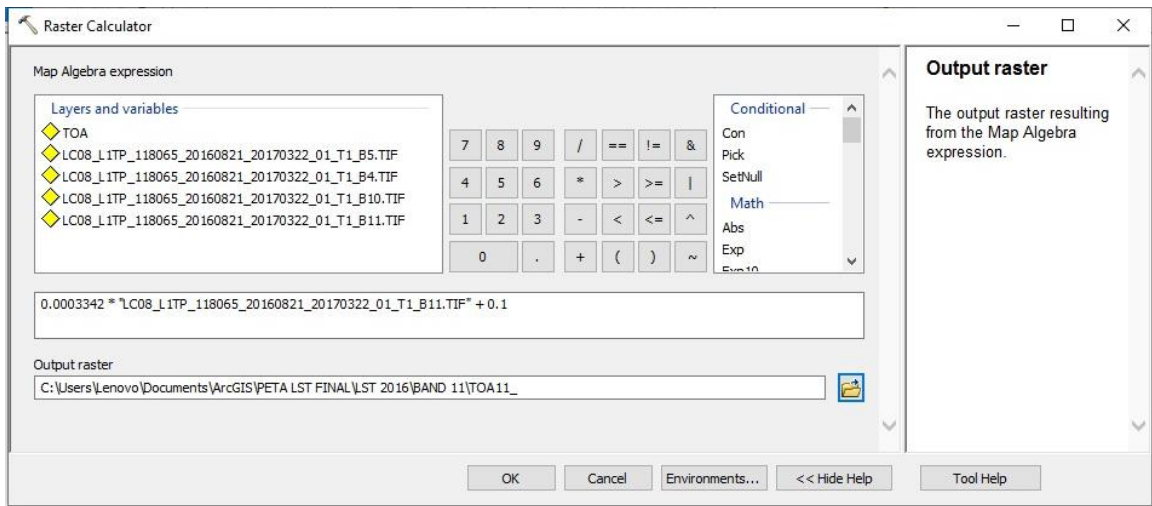 Raster Calculator
Map Algebra expression
Layers and variables
TOA
LC08_L1TP_118065_20160821_20170322_01_T1_B5.TIF
LC08_L1TP_118065_20160821_20170322_01_T1_B4.TIF
LC08_L1TP_118065_20160821_20170322_01_T1_B10.TIF
LC08_L1TP_118065_20160821_20170322_01_T1_B11.TIF
7 8 9 / == != &
4 5 6 * > >= |
1 2 3 - < <= ^
0 . + ( ) ~
Conditional
Con
Pick
SetNull
Math
Abs
Exp
Exp10
0.0003342 * "LC08_L1TP_118065_20160821_20170322_01_T1_B11.TIF" + 0.1
Output raster
C:\Users\Lenovo\Documents\ArcGIS\PETA LST FINAL\LST 2016\BAND 11\TOA11_
OK Cancel Environments... << Hide Help Tool Help
Output raster
The output raster resulting
from the Map Algebra
expression.